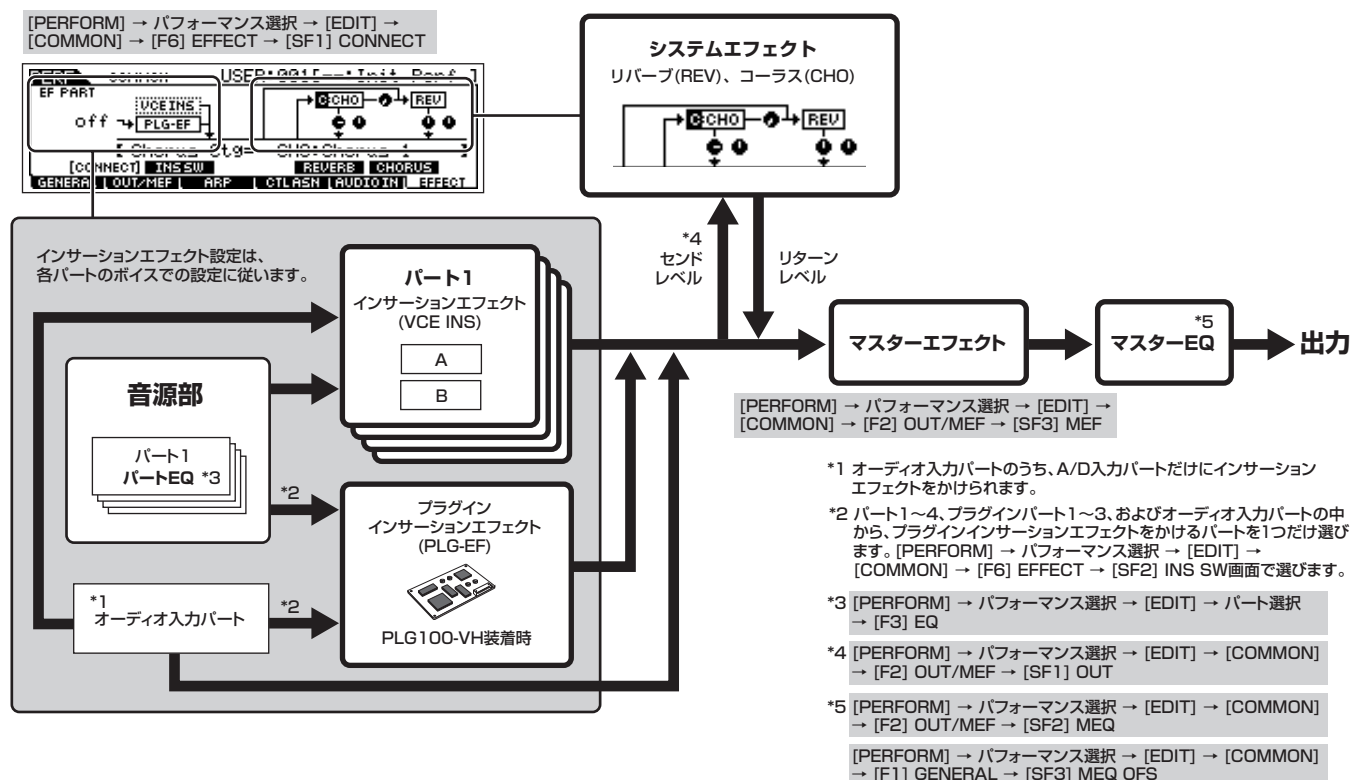 [PERFORM] → パフォーマンス選択 → [EDIT] →
[COMMON] → [F6] EFFECT → [SF1] CONNECT
EF PART
VCE INS
off → PLG-EF
C:CHO
REV
[CONNECT] INS SW REVERB CHORUS
GENERAL OUT/MEF ARP CTL ASN AUDIO IN EFFECT
システムエフェクト
リバーブ(REV)、コーラス(CHO)
C:CHO
REV
インサーションエフェクト設定は、
各パートのボイスでの設定に従います。
パート1
インサーションエフェクト
(VCE INS)
A
B
*4
センド
レベル
リターン
レベル
マスターエフェクト
*5
マスターEQ
出力
[PERFORM] → パフォーマンス選択 → [EDIT] →
[COMMON] → [F2] OUT/MEF → [SF3] MEF
音源部
パート1
パートEQ *3
*2
プラグイン
インサーションエフェクト
(PLG-EF)
PLG100-VH装着時
*1
オーディオ入力パート
*2
*1 オーディオ入力パートのうち、A/D入力パートだけにインサーション
エフェクトをかけられます。
*2 パート1～4、プラグインパート1～3、およびオーディオ入力パートの中
から、プラグインインサーションエフェクトをかけるパートを1つだけ選び
ます。[PERFORM] → パフォーマンス選択 → [EDIT] →
[COMMON] → [F6] EFFECT → [SF2] INS SW画面で選びます。
*3 [PERFORM] → パフォーマンス選択 → [EDIT] → パート選択
→ [F3] EQ
*4 [PERFORM] → パフォーマンス選択 → [EDIT] → [COMMON]
→ [F2] OUT/MEF → [SF1] OUT
*5 [PERFORM] → パフォーマンス選択 → [EDIT] → [COMMON]
→ [F2] OUT/MEF → [SF2] MEQ
[PERFORM] → パフォーマンス選択 → [EDIT] → [COMMON]
→ [F1] GENERAL → [SF3] MEQ OFS